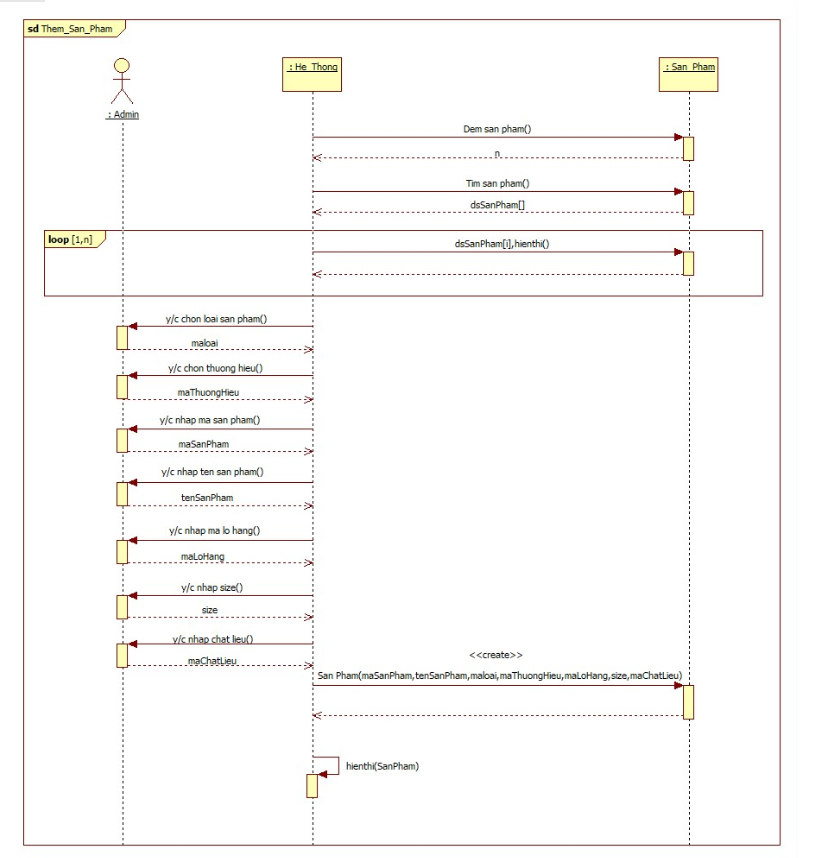 sd Them_San_Pham
: He_Thong
: San_Pham
: Admin
Dem san pham()
n
Tim san pham()
dsSanPham[]
loop [1,n]
dsSanPham[i],hienthi()
y/c chon loai san pham()
maloai
y/c chon thuong hieu()
maThuongHieu
y/c nhap ma san pham()
maSanPham
y/c nhap ten san pham()
tenSanPham
y/c nhap ma lo hang()
maLoHang
y/c nhap size()
size
y/c nhap chat lieu()
maChatLieu
<<create>>
San Pham(maSanPham,tenSanPham,maloai,maThuongHieu,maLoHang,size,maChatLieu)
hienthi(SanPham)